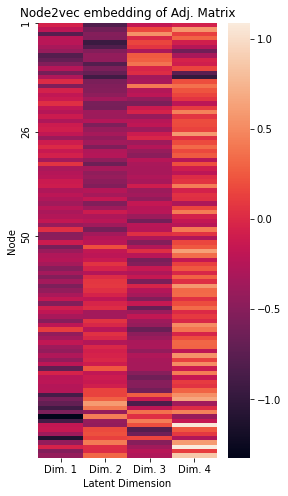 Node2vec embedding of Adj. Matrix
1
26
50
Node
Dim. 1 Dim. 2 Dim. 3 Dim. 4
Latent Dimension
1.0
0.5
0.0
−0.5
−1.0